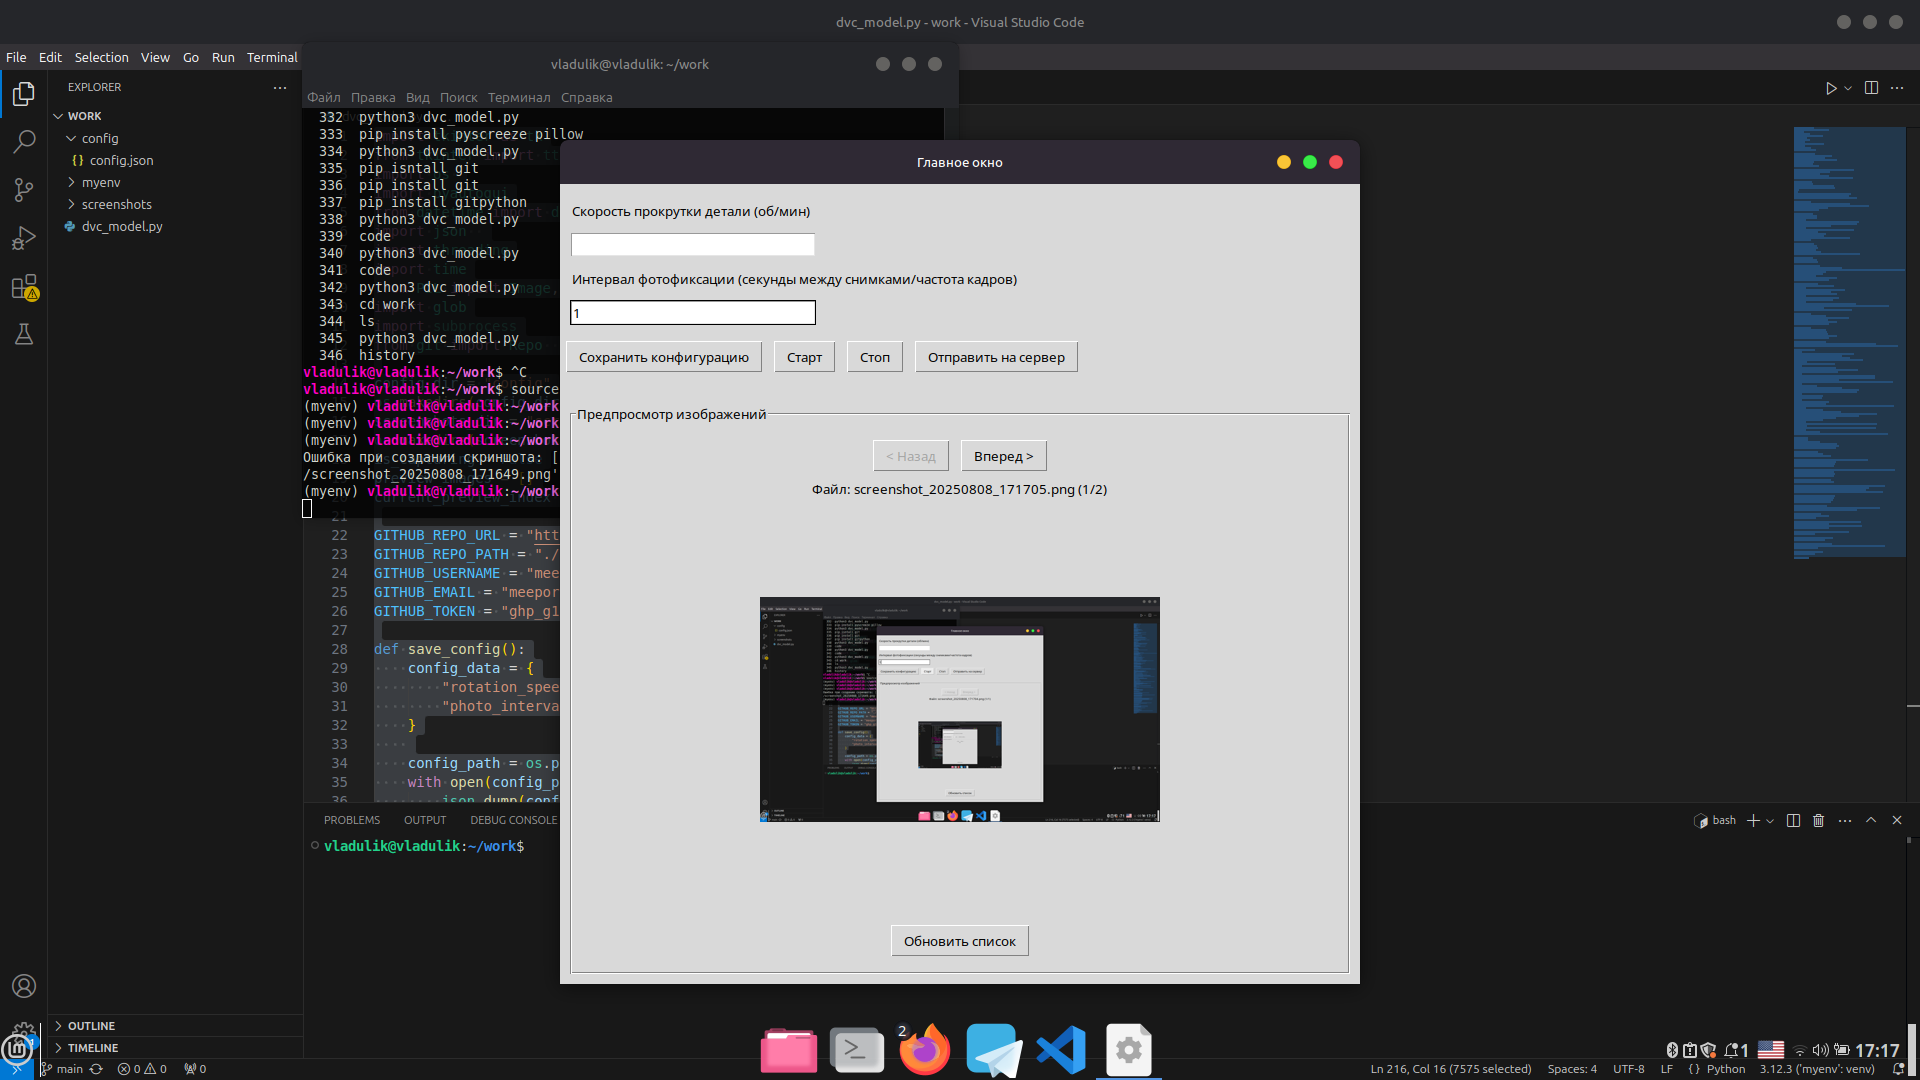 dvc_model.py - work - Visual Studio Code
File Edit Selection View Go Run Terminal
EXPLORER
WORK
config
{} config.json
myenv
screenshots
dvc_model.py
OUTLINE
TIMELINE
vladulik@vladulik: ~/work
Файл Правка Вид Поиск Терминал Справка
332 python3 dvc_model.py
333 pip install pyscreeze pillow
334 python3 dvc_model.py
335 pip isntall git
336 pip install git
337 pip install gitpython
338 python3 dvc_model.py
339 code
340 python3 dvc_model.py
341 code
342 python3 dvc_model.py
343 cd work
344 ls
345 python3 dvc_model.py
346 history
vladulik@vladulik:~/work$ ^C
vladulik@vladulik:~/work$ source
(myenv) vladulik@vladulik:~/work
(myenv) vladulik@vladulik:~/work
(myenv) vladulik@vladulik:~/work
Ошибка при создании скриншота: [
/screenshot_20250808_171649.png'
(myenv) vladulik@vladulik:~/work
21
22 GITHUB_REPO_URL = "htt
23 GITHUB_REPO_PATH = "./
24 GITHUB_USERNAME = "mee
25 GITHUB_EMAIL = "meepor
26 GITHUB_TOKEN = "ghp_g1
27
28 def save_config():
29 config_data = {
30 "rotation_spee
31 "photo_interva
32 }
33
34 config_path = os.p
35 with open(config_p
36 json.dump(conf
Главное окно
Скорость прокрутки детали (об/мин)
Интервал фотофиксации (секунды между снимками/частота кадров)
1
Сохранить конфигурацию Старт Стоп Отправить на сервер
Предпросмотр изображений
< Назад Вперед >
Файл: screenshot_20250808_171705.png (1/2)
Обновить список
PROBLEMS OUTPUT DEBUG CONSOLE
bash
vladulik@vladulik:~/work$
2
1 17:17
main 0 0 0
Ln 216, Col 16 (7575 selected) Spaces: 4 UTF-8 LF {} Python 3.12.3 ('myenv': venv)